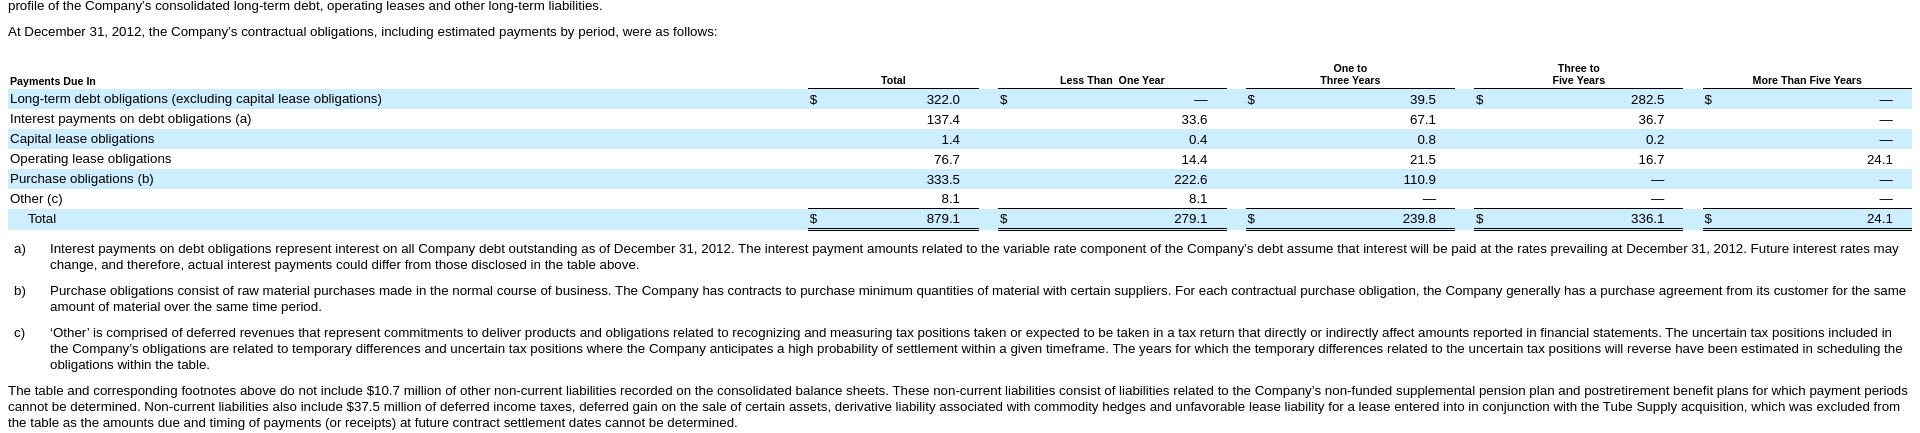 profile of the Company's consolidated long-term debt, operating leases and other long-term liabilities.
At December 31, 2012, the Company's contractual obligations, including estimated payments by period, were as follows:
One to Three to
Payments Due In Total Less Than One Year Three Years Five Years More Than Five Years
Long-term debt obligations (excluding capital lease obligations) $ 322.0 $ — $ 39.5 $ 282.5 $ —
Interest payments on debt obligations (a) 137.4 33.6 67.1 36.7 —
Capital lease obligations 1.4 0.4 0.8 0.2 —
Operating lease obligations 76.7 14.4 21.5 16.7 24.1
Purchase obligations (b) 333.5 222.6 110.9 — —
Other (c) 8.1 8.1 — — —
Total $ 879.1 $ 279.1 $ 239.8 $ 336.1 $ 24.1
a) Interest payments on debt obligations represent interest on all Company debt outstanding as of December 31, 2012. The interest payment amounts related to the variable rate component of the Company's debt assume that interest will be paid at the rates prevailing at December 31, 2012. Future interest rates may
change, and therefore, actual interest payments could differ from those disclosed in the table above.
b) Purchase obligations consist of raw material purchases made in the normal course of business. The Company has contracts to purchase minimum quantities of material with certain suppliers. For each contractual purchase obligation, the Company generally has a purchase agreement from its customer for the same
amount of material over the same time period.
c) ‘Other’ is comprised of deferred revenues that represent commitments to deliver products and obligations related to recognizing and measuring tax positions taken or expected to be taken in a tax return that directly or indirectly affect amounts reported in financial statements. The uncertain tax positions included in
the Company's obligations are related to temporary differences and uncertain tax positions where the Company anticipates a high probability of settlement within a given timeframe. The years for which the temporary differences related to the uncertain tax positions will reverse have been estimated in scheduling the
obligations within the table.
The table and corresponding footnotes above do not include $10.7 million of other non-current liabilities recorded on the consolidated balance sheets. These non-current liabilities consist of liabilities related to the Company's non-funded supplemental pension plan and postretirement benefit plans for which payment periods
cannot be determined. Non-current liabilities also include $37.5 million of deferred income taxes, deferred gain on the sale of certain assets, derivative liability associated with commodity hedges and unfavorable lease liability for a lease entered into in conjunction with the Tube Supply acquisition, which was excluded from
the table as the amounts due and timing of payments (or receipts) at future contract settlement dates cannot be determined.